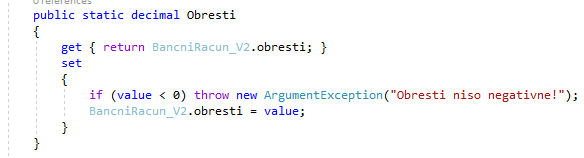 0 references
public static decimal Obresti
{
get { return BancniRacun_V2.obresti; }
set
{
if (value < 0) throw new ArgumentException("Obresti niso negativne!");
BancniRacun_V2.obresti = value;
}
}